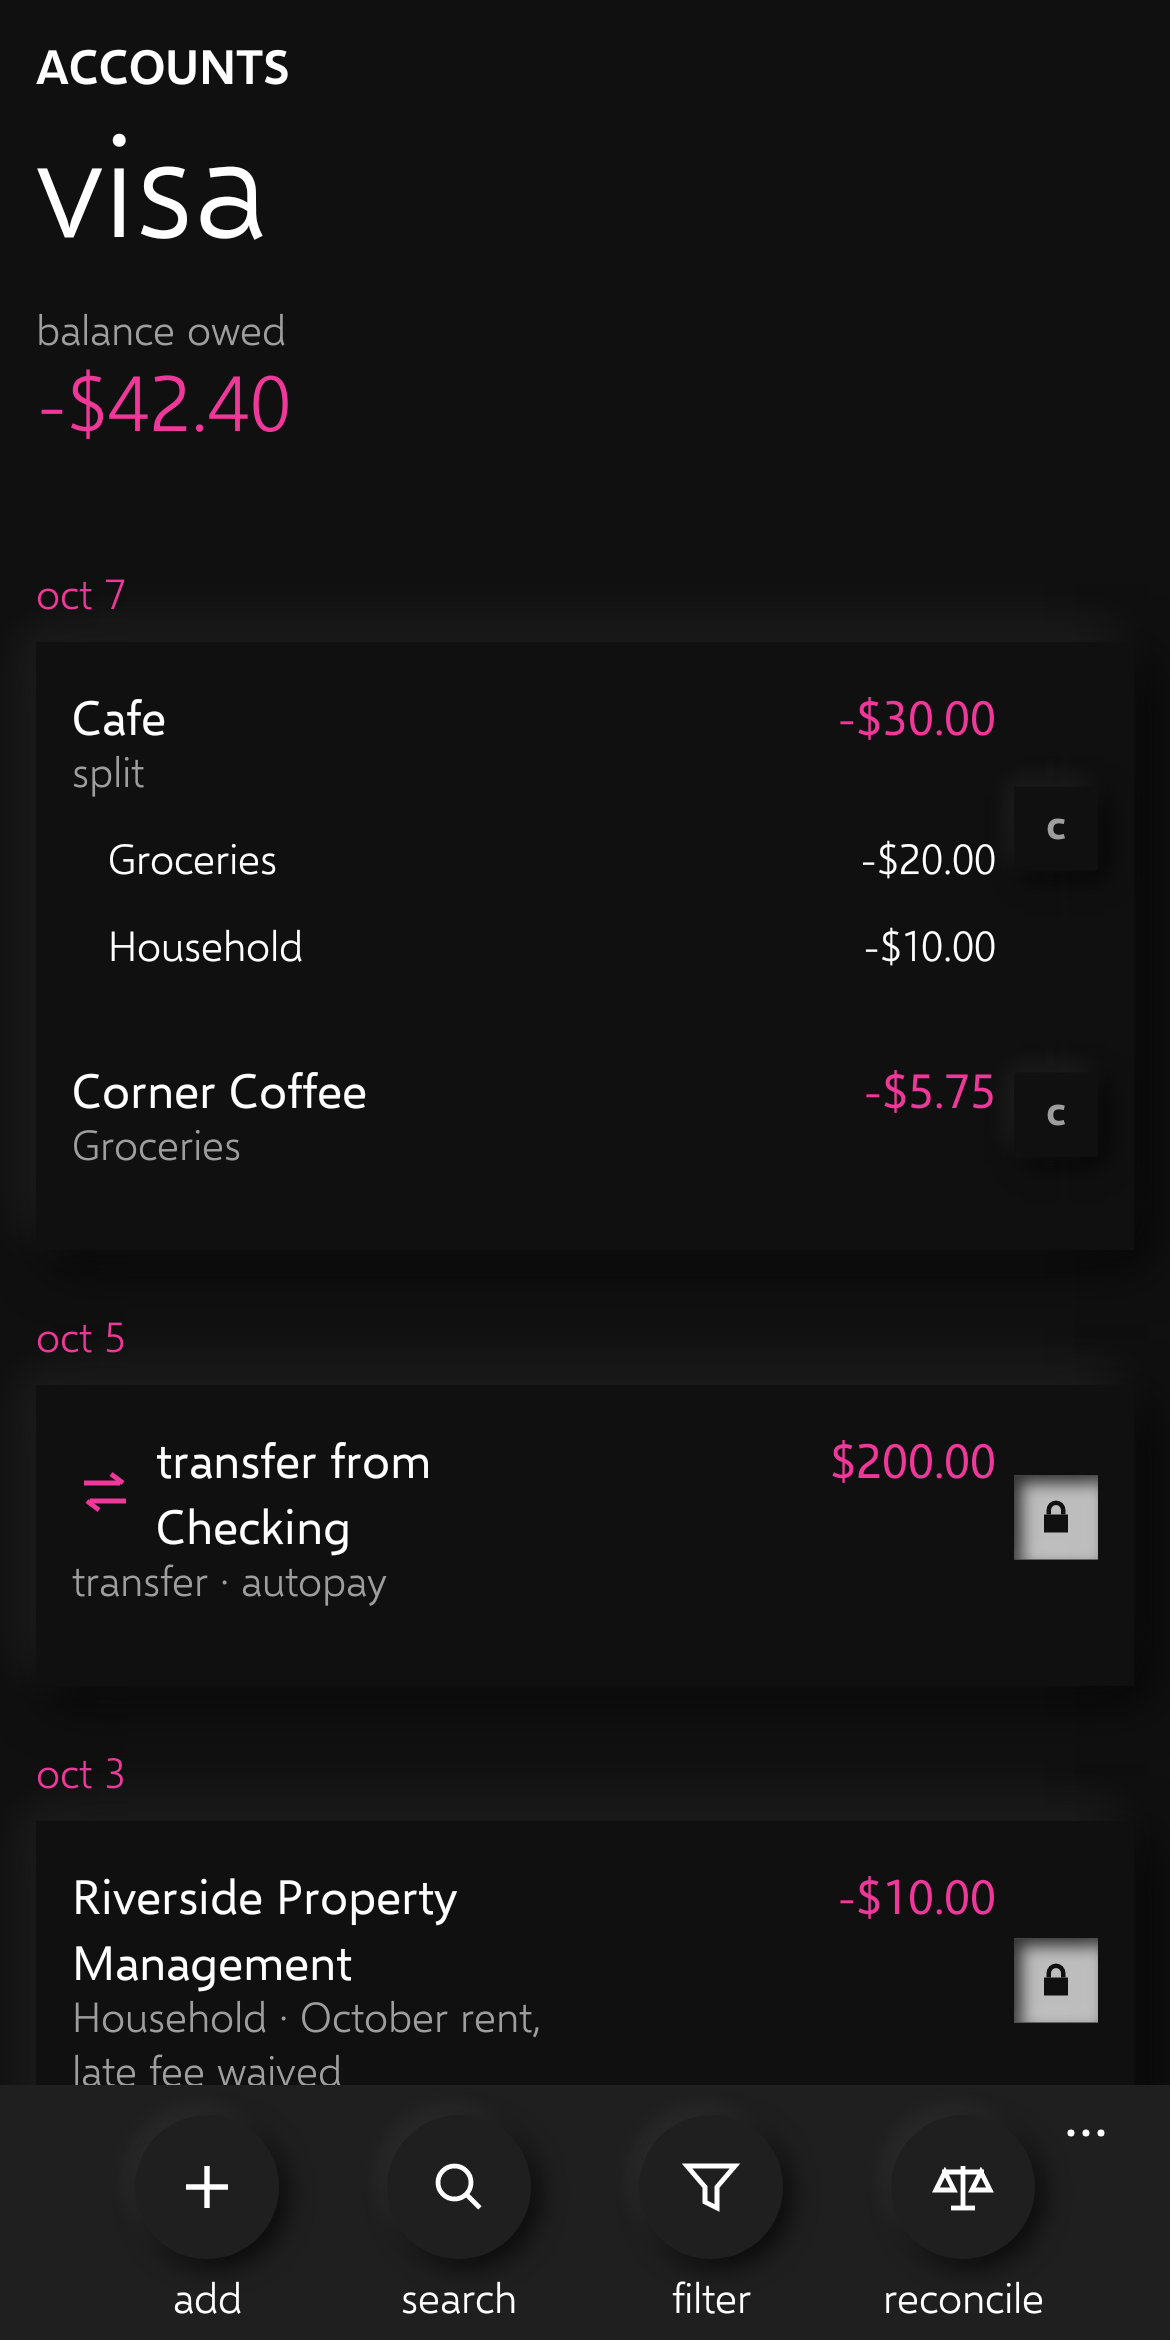 ACCOUNTS
visa
balance owed
-$42.40
oct 7
Cafe -$30.00
split
c
Groceries -$20.00
Household -$10.00
Corner Coffee -$5.75
c
Groceries
oct 5
transfer from $200.00
Checking
transfer · autopay
oct 3
Riverside Property -$10.00
Management
Household · October rent,
late fee waived
...
add search filter reconcile